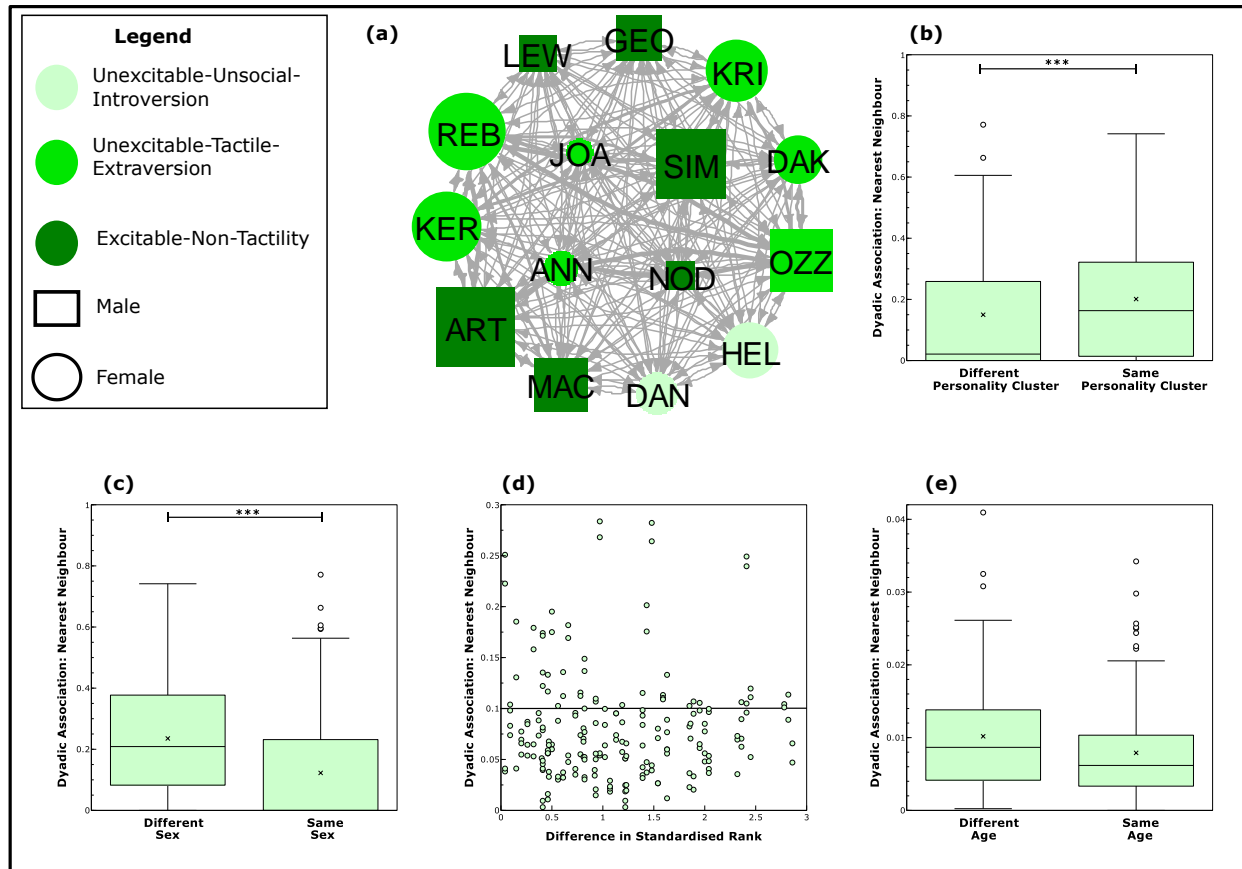 Legend
Unexcitable-Unsocial-
Introversion
Unexcitable-Tactile-
Extraversion
Excitable-Non-Tactility
Male
Female
(a)
LEW
GEO
KRI
REB
JOA
SIM
DAK
KER
ANN
NOD
OZZ
ART
HEL
MAC
DAN
(b)
Dyadic Association: Nearest Neighbour
1
0.8
0.6
0.4
0.2
0
***
Different
Personality Cluster
Same
Personality Cluster
(c)
Dyadic Association: Nearest Neighbour
1
0.8
0.6
0.4
0.2
0
***
Different
Sex
Same
Sex
(d)
Dyadic Association: Nearest Neighbour
0.3
0.25
0.2
0.15
0.1
0.05
0
0
0.5
1
1.5
2
2.5
3
Difference in Standardised Rank
(e)
Dyadic Association: Nearest Neighbour
0.04
0.03
0.02
0.01
0
Different
Age
Same
Age